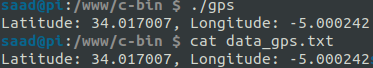 saad@pi:/www/c-bin $ ./gps
Latitude: 34.017007, Longitude: -5.000242
saad@pi:/www/c-bin $ cat data_gps.txt
Latitude: 34.017007, Longitude: -5.000242